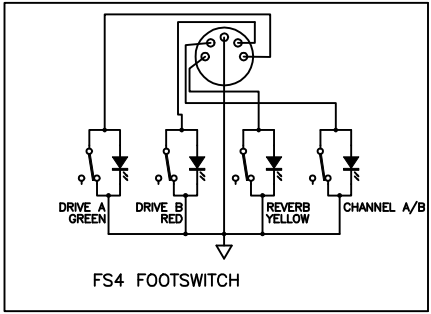 DRIVE A
GREEN
DRIVE B
RED
REVERB
YELLOW
CHANNEL A/B
FS4 FOOTSWITCH